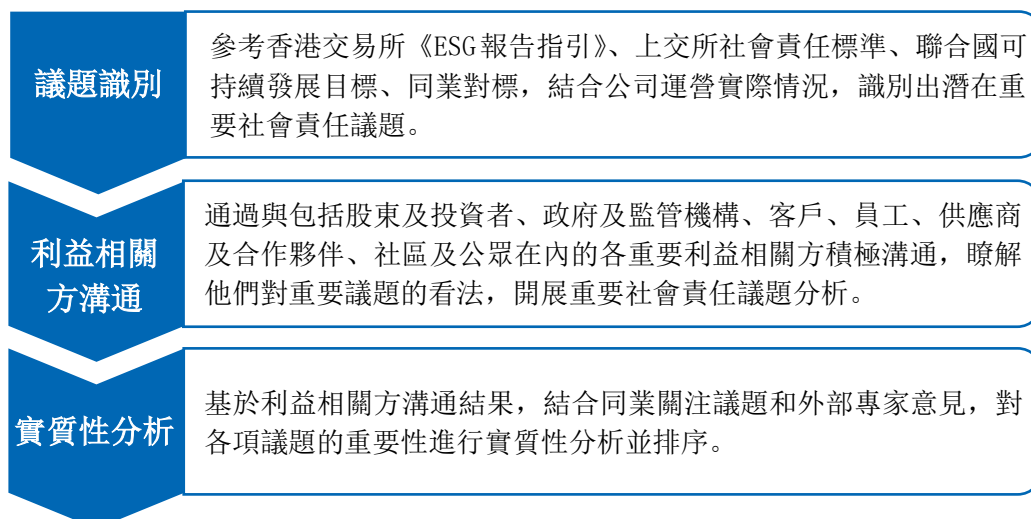 議題識別
參考香港交易所《ESG報告指引》、上交所社會責任標準、聯合國可
持續發展目標、同業對標，結合公司運營實際情況，識別出潛在重
要社會責任議題。
利益相關
方溝通
通過與包括股東及投資者、政府及監管機構、客戶、員工、供應商
及合作夥伴、社區及公眾在內的各重要利益相關方積極溝通，瞭解
他們對重要議題的看法，開展重要社會責任議題分析。
實質性分析
基於利益相關方溝通結果，結合同業關注議題和外部專家意見，對
各項議題的重要性進行實質性分析並排序。